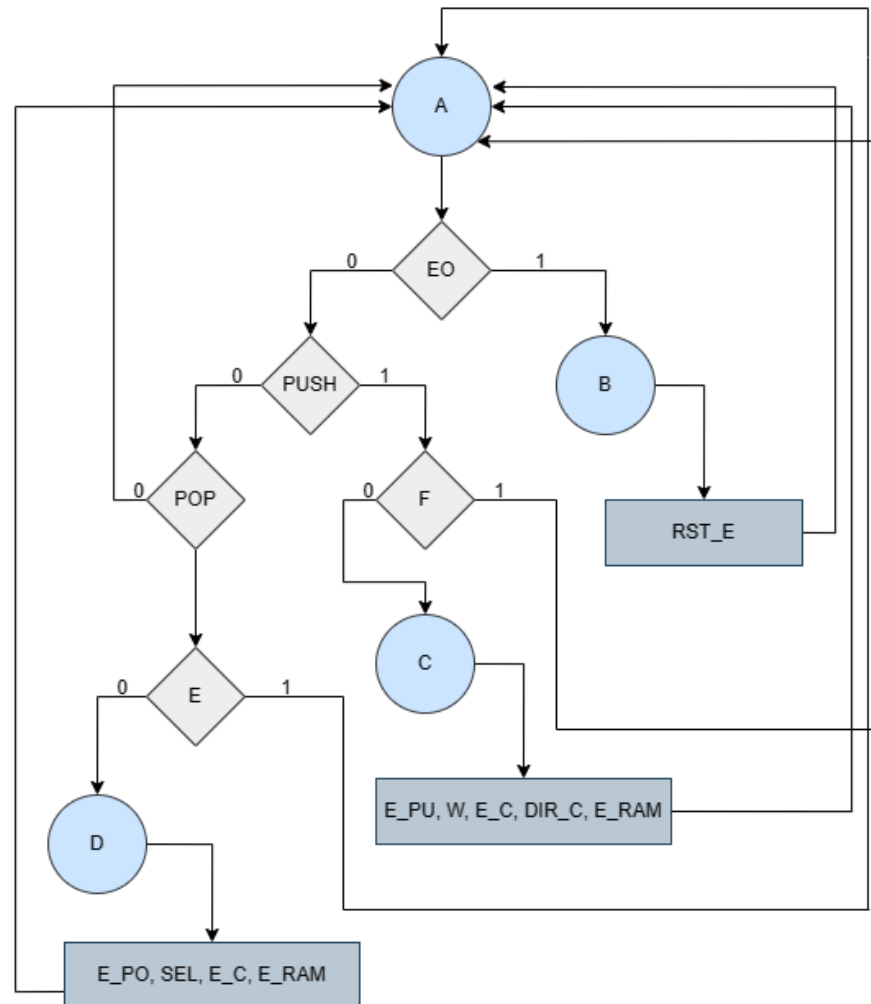 A
0
EO
1
0
PUSH
1
B
0
POP
0
F
1
RST_E
C
0
E
1
E_PU, W, E_C, DIR_C, E_RAM
D
E_PO, SEL, E_C, E_RAM